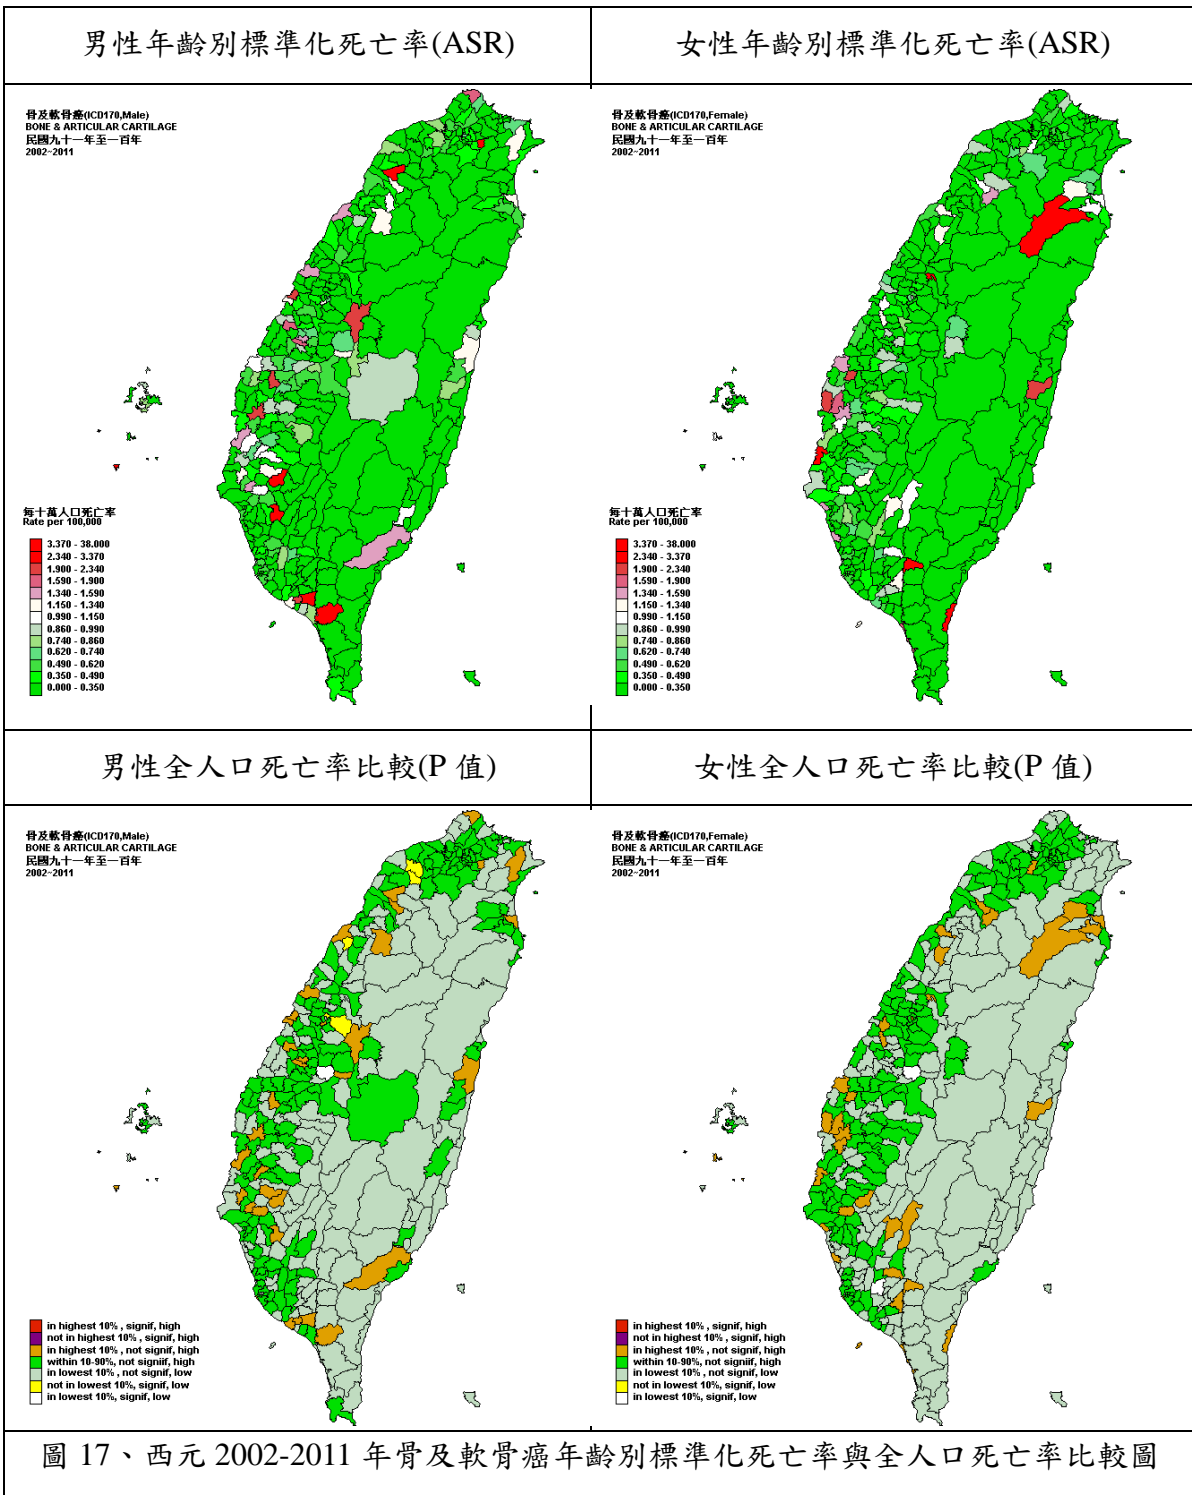 男性年齡別標準化死亡率(ASR)
女性年齡別標準化死亡率(ASR)
骨及軟骨癌(ICD170,Male)
BONE & ARTICULAR CARTILAGE
民國九十一年至一百年
2002~2011
每十萬人口死亡率
Rate per 100,000
3.370 - 38.000
2.340 - 3.370
1.900 - 2.340
1.590 - 1.900
1.340 - 1.590
1.150 - 1.340
0.990 - 1.150
0.860 - 0.990
0.740 - 0.860
0.620 - 0.740
0.490 - 0.620
0.350 - 0.490
0.000 - 0.350
骨及軟骨癌(ICD170,Female)
BONE & ARTICULAR CARTILAGE
民國九十一年至一百年
2002~2011
每十萬人口死亡率
Rate per 100,000
3.370 - 38.000
2.340 - 3.370
1.900 - 2.340
1.590 - 1.900
1.340 - 1.590
1.150 - 1.340
0.990 - 1.150
0.860 - 0.990
0.740 - 0.860
0.620 - 0.740
0.490 - 0.620
0.350 - 0.490
0.000 - 0.350
男性全人口死亡率比較(P 值)
女性全人口死亡率比較(P 值)
骨及軟骨癌(ICD170,Male)
BONE & ARTICULAR CARTILAGE
民國九十一年至一百年
2002~2011
in highest 10% , signif, high
not in highest 10% , signif, high
in highest 10% , not signif, high
within 10-90%, not signiif, high
in lowest 10% , not signif, low
not in lowest 10%, signif, low
in lowest 10%, signif, low
骨及軟骨癌(ICD170,Female)
BONE & ARTICULAR CARTILAGE
民國九十一年至一百年
2002~2011
in highest 10% , signif, high
not in highest 10% , signif, high
in highest 10% , not signif, high
within 10-90%, not signiif, high
in lowest 10% , not signif, low
not in lowest 10%, signif, low
in lowest 10%, signif, low
圖 17、西元 2002-2011 年骨及軟骨癌年齡別標準化死亡率與全人口死亡率比較圖